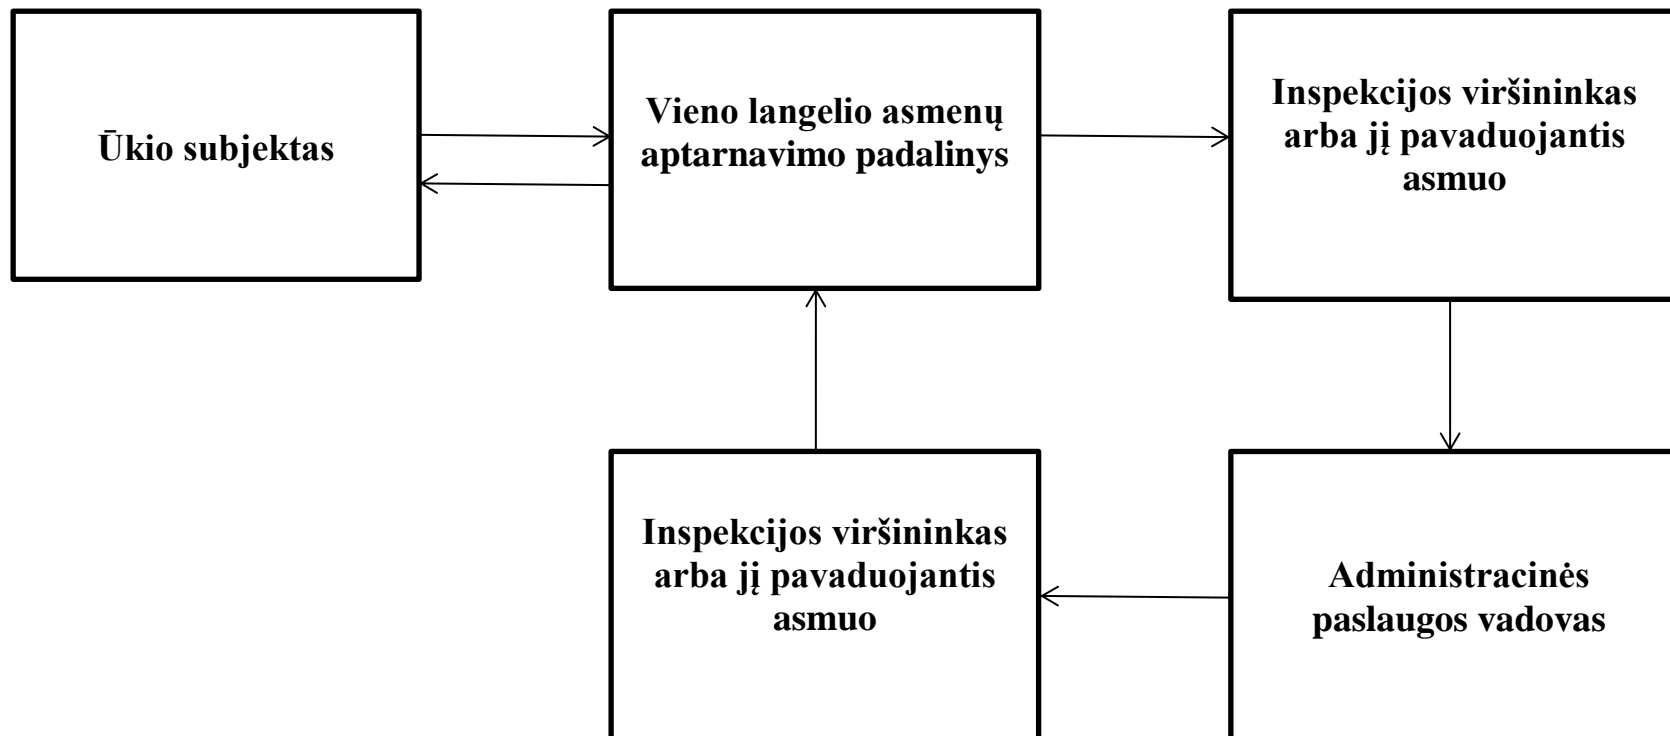 Ūkio subjektas
Vieno langelio asmenų
aptarnavimo padalinys
Inspekcijos viršininkas
arba jį pavaduojantis
asmuo
Inspekcijos viršininkas
arba jį pavaduojantis
asmuo
Administracinės
paslaugos vadovas